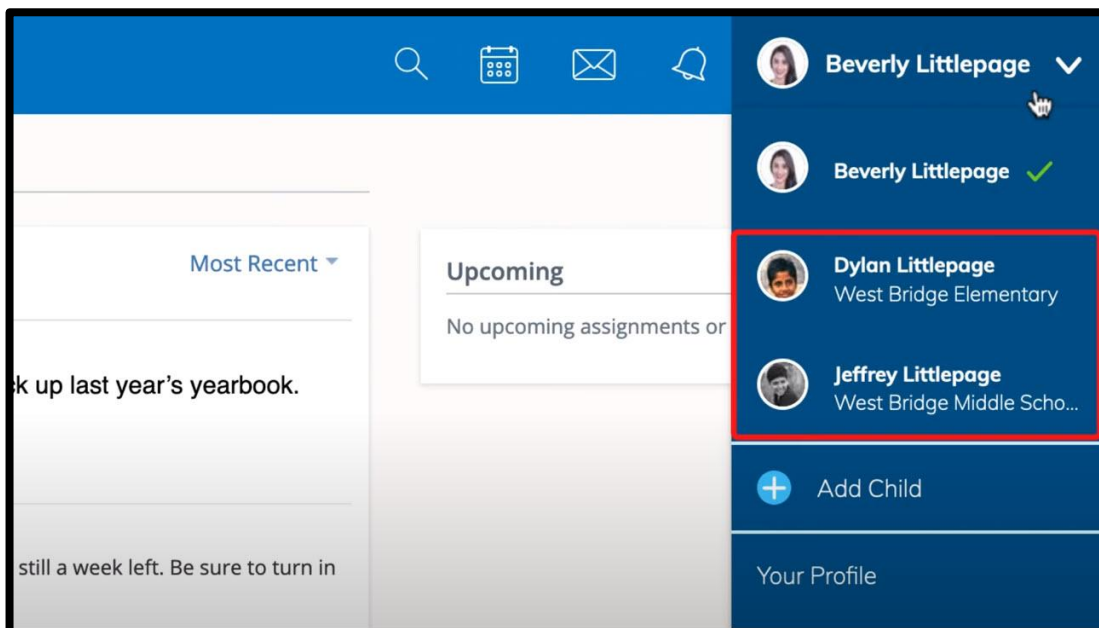 Beverly Littlepage
Beverly Littlepage
Most Recent
Upcoming
Dylan Littlepage
West Bridge Elementary
No upcoming assignments or
k up last year’s yearbook.
Jeffrey Littlepage
West Bridge Middle Scho...
Add Child
still a week left. Be sure to turn in
Your Profile